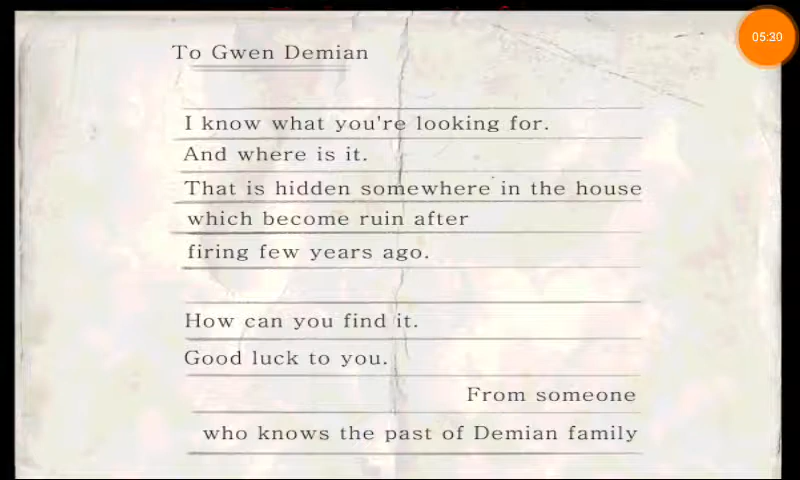 05:30
To Gwen Demian
I know what you're looking for.
And where is it.
That is hidden somewhere in the house
which become ruin after
firing few years ago.
How can you find it.
Good luck to you.
From someone
who knows the past of Demian family